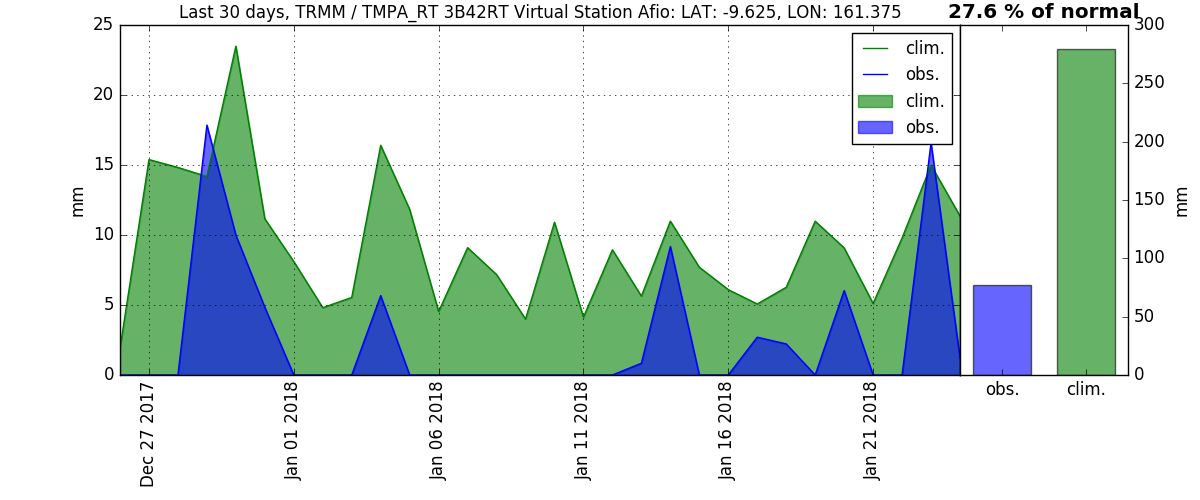 Last 30 days, TRMM / TMPA_RT 3B42RT Virtual Station Afio: LAT: -9.625, LON: 161.375
27.6 % of normal
25
20
15
10
5
0
mm
Dec 27 2017
Jan 01 2018
Jan 06 2018
Jan 11 2018
Jan 16 2018
Jan 21 2018
clim.
obs.
clim.
obs.
300
250
200
150
100
50
0
mm
obs.
clim.